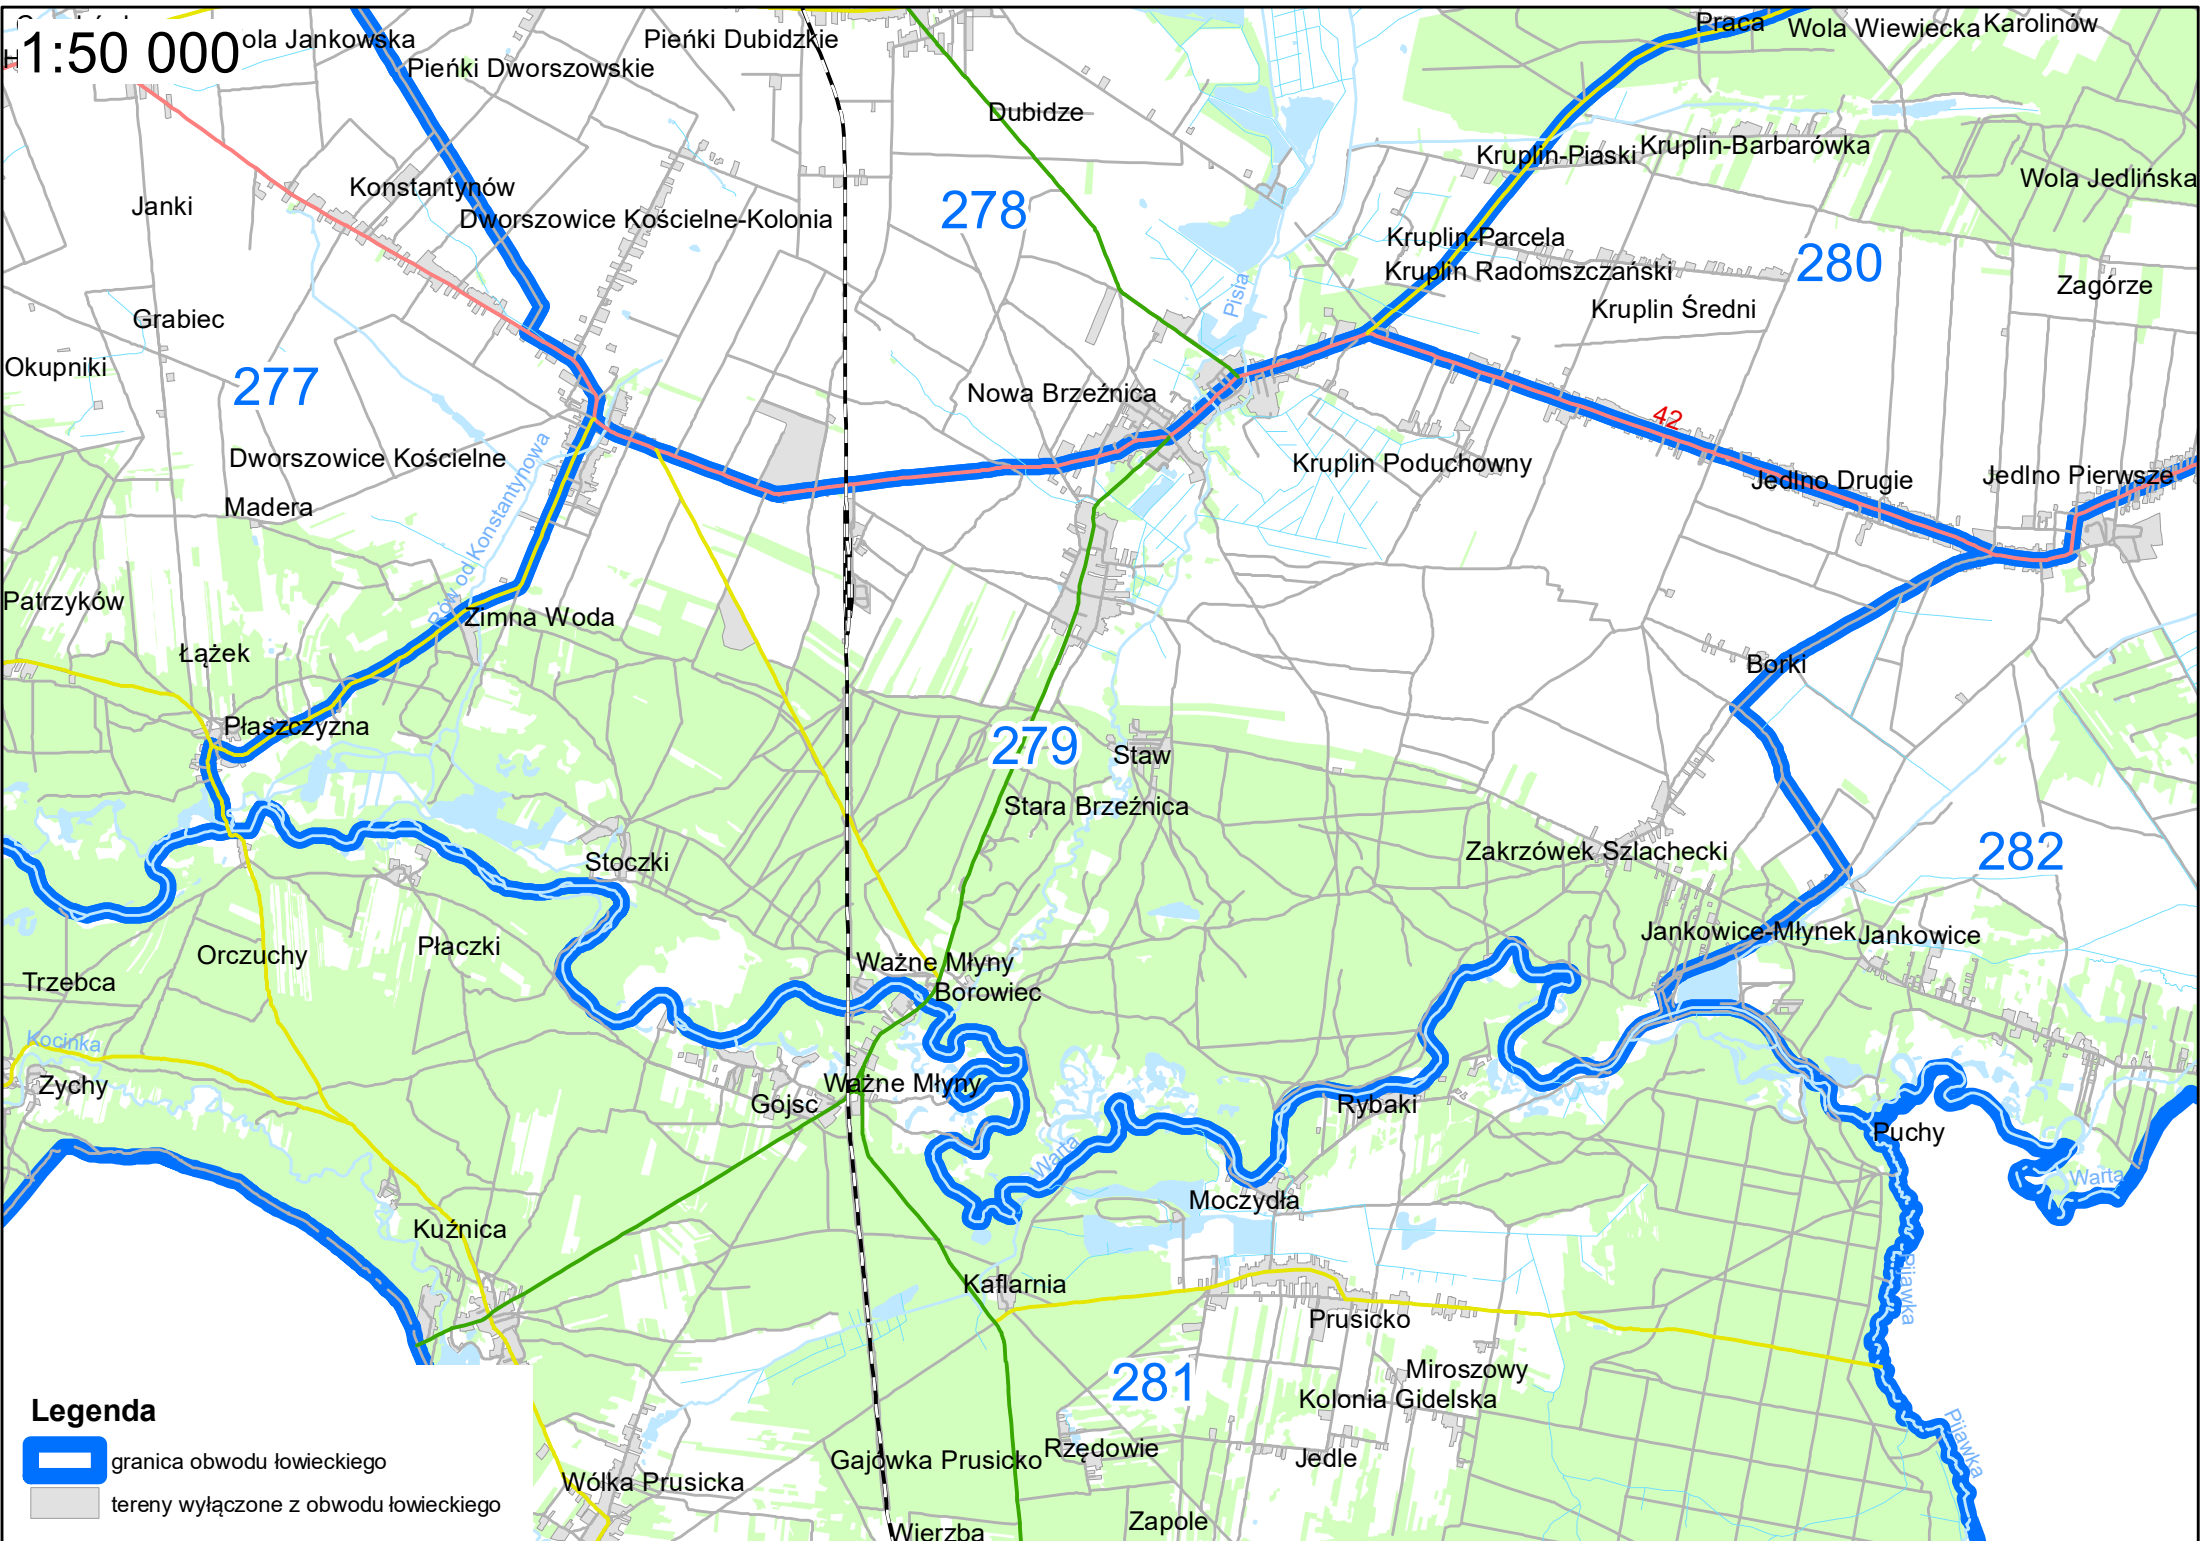 1:50 000
ola Jankowska
Pieńki Dubidzkie
Praca
Wola Wiewiecka
Karolinów
Pieńki Dworszowskie
Dubidze
Kruplin-Piaski
Kruplin-Barbarówka
Wola Jedlińska
Konstantynów
Janki
Dworszowice Kościelne-Kolonia
278
Kruplin-Parcela
Kruplin Radomszczański
280
Pisia
Zagórze
Kruplin Średni
Grabiec
Okupniki
277
Nowa Brzeźnica
42
Dworszowice Kościelne
Kruplin Poduchowny
Jedlno Drugie
Jedlno Pierwsze
Madera
Rów od Konstantynowa
Patrzyków
Zimna Woda
Łążek
Borki
Płaszczyzna
279
Staw
Stara Brzeźnica
Stoczki
Zakrzówek Szlachecki
282
Orczuchy
Płaczki
Jankowice-Młynek
Jankowice
Ważne Młyny
Trzebca
Borowiec
Kocinka
Zychy
Ważne Młyny
Gojsc
Rybaki
Puchy
Warta
Warta
Moczydła
Kuźnica
Kaflarnia
Pijawka
Prusicko
281
Miroszowy
Kolonia Gidelska
Legenda
granica obwodu łowieckiego
tereny wyłączone z obwodu łowieckiego
Gajówka Prusicko
Rzędowie
Jedle
Pijawka
Wólka Prusicka
Zapole
Wierzba